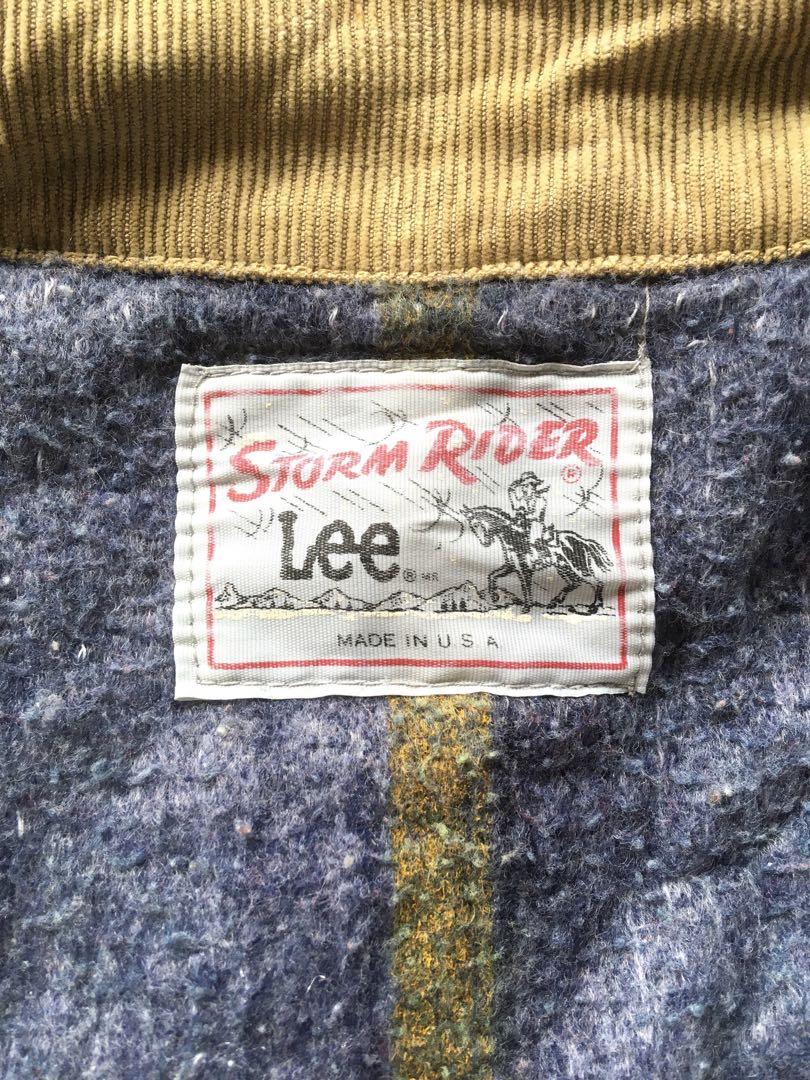 STORM RIDER ®
Lee ® MR
MADE IN U.S.A